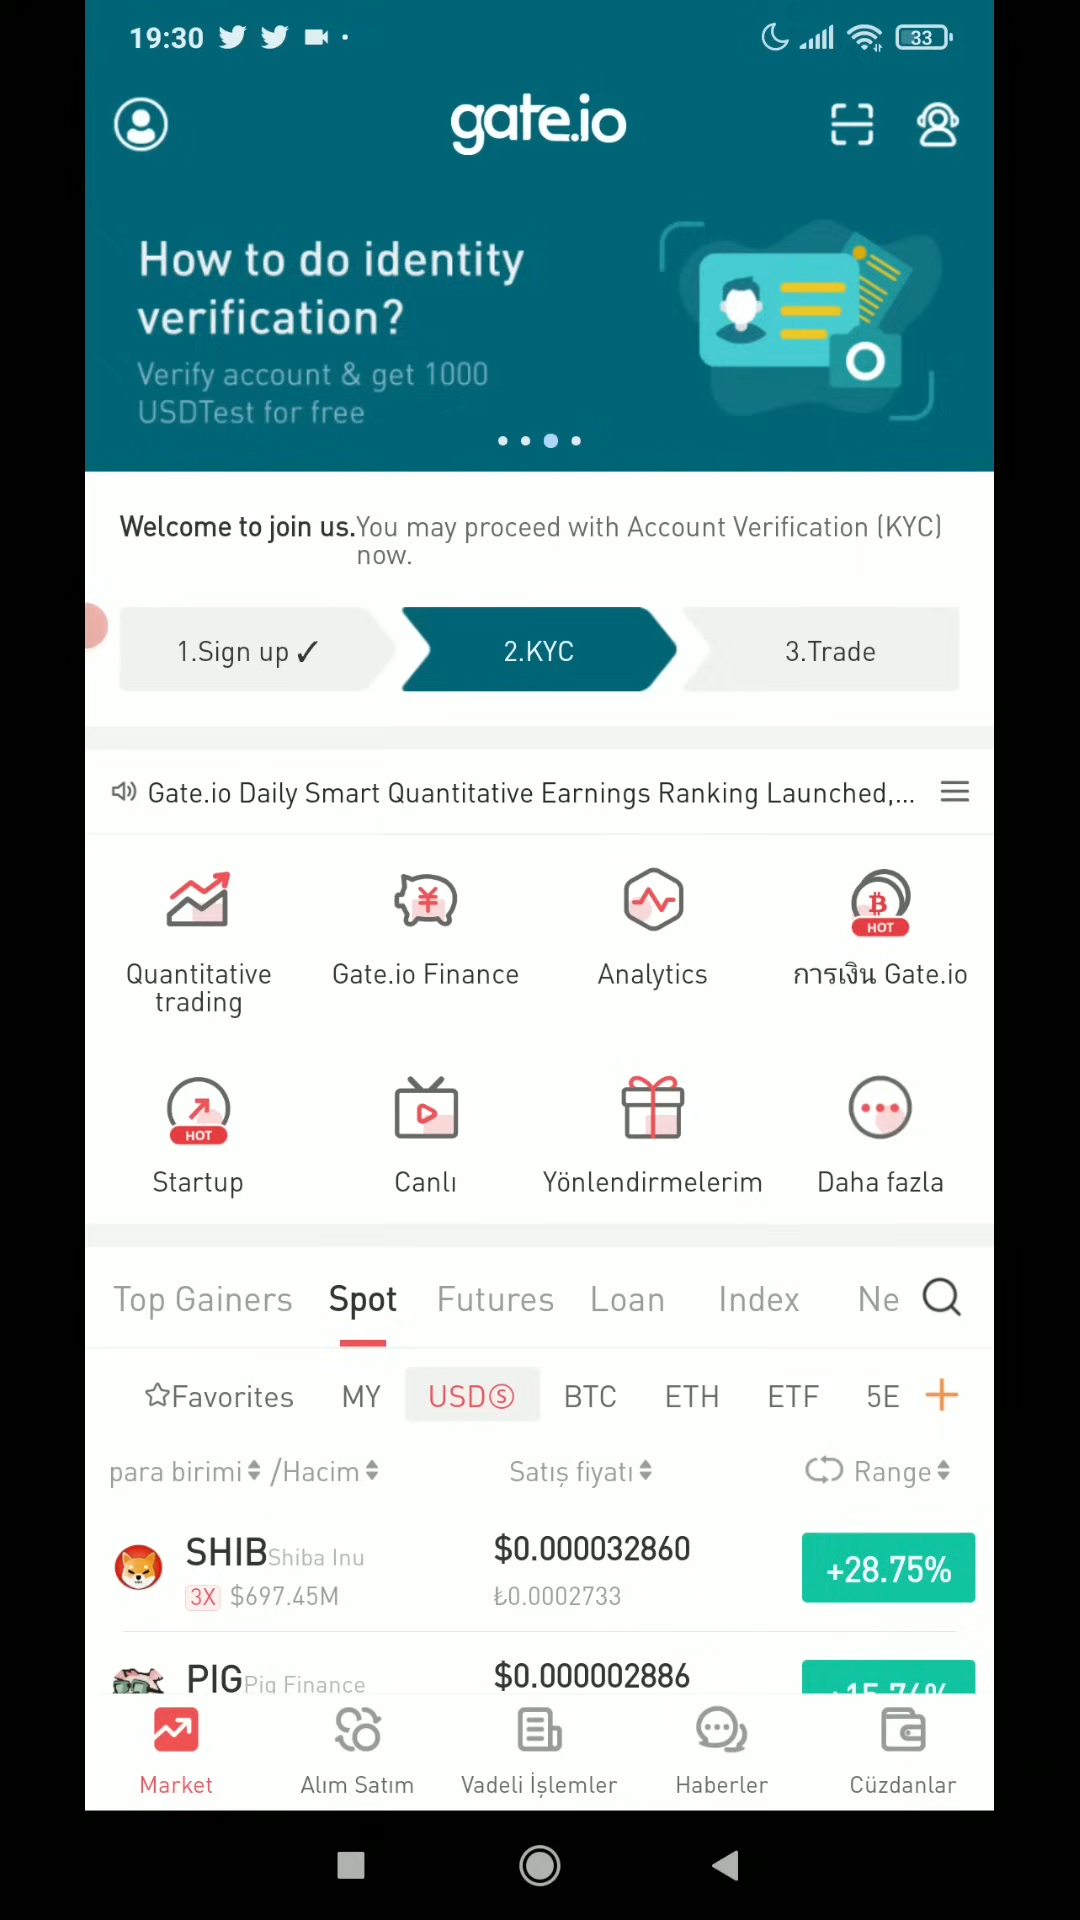 19:30
33
gate.io
How to do identity
verification?
Verify account & get 1000
USDTest for free
Welcome to join us.You may proceed with Account Verification (KYC)
now.
1.Sign up ✓ 2.KYC 3.Trade
Gate.io Daily Smart Quantitative Earnings Ranking Launched,...
HOT
Quantitative
trading
Gate.io Finance
Analytics
การเงิน Gate.io
HOT
Startup
Canlı
Yönlendirmelerim
Daha fazla
Top Gainers Spot Futures Loan Index Ne
Favorites MY USDⓈ BTC ETH ETF 5E +
para birimi /Hacim Satış fiyatı Range
SHIB Shiba Inu $0.000032860 +28.75%
3X $697.45M ₺0.0002733
PIG Pig Finance $0.000002886 +15.74%
Market Alım Satım Vadeli İşlemler Haberler Cüzdanlar